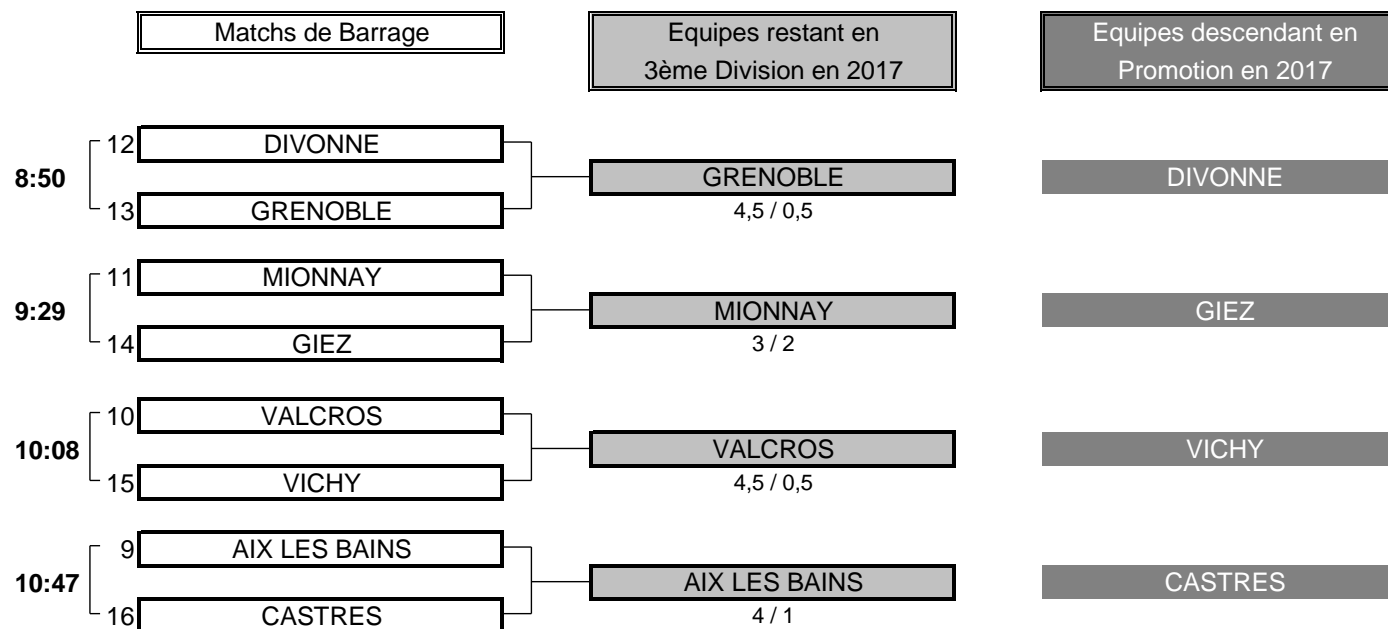 Matchs de Barrage
Equipes restant en
3ème Division en 2017
Equipes descendant en
Promotion en 2017
12 DIVONNE
8:50 GRENOBLE DIVONNE
13 GRENOBLE 4,5 / 0,5
11 MIONNAY
9:29 MIONNAY GIEZ
14 GIEZ 3 / 2
10 VALCROS
10:08 VALCROS VICHY
15 VICHY 4,5 / 0,5
9 AIX LES BAINS
10:47 AIX LES BAINS CASTRES
16 CASTRES 4 / 1